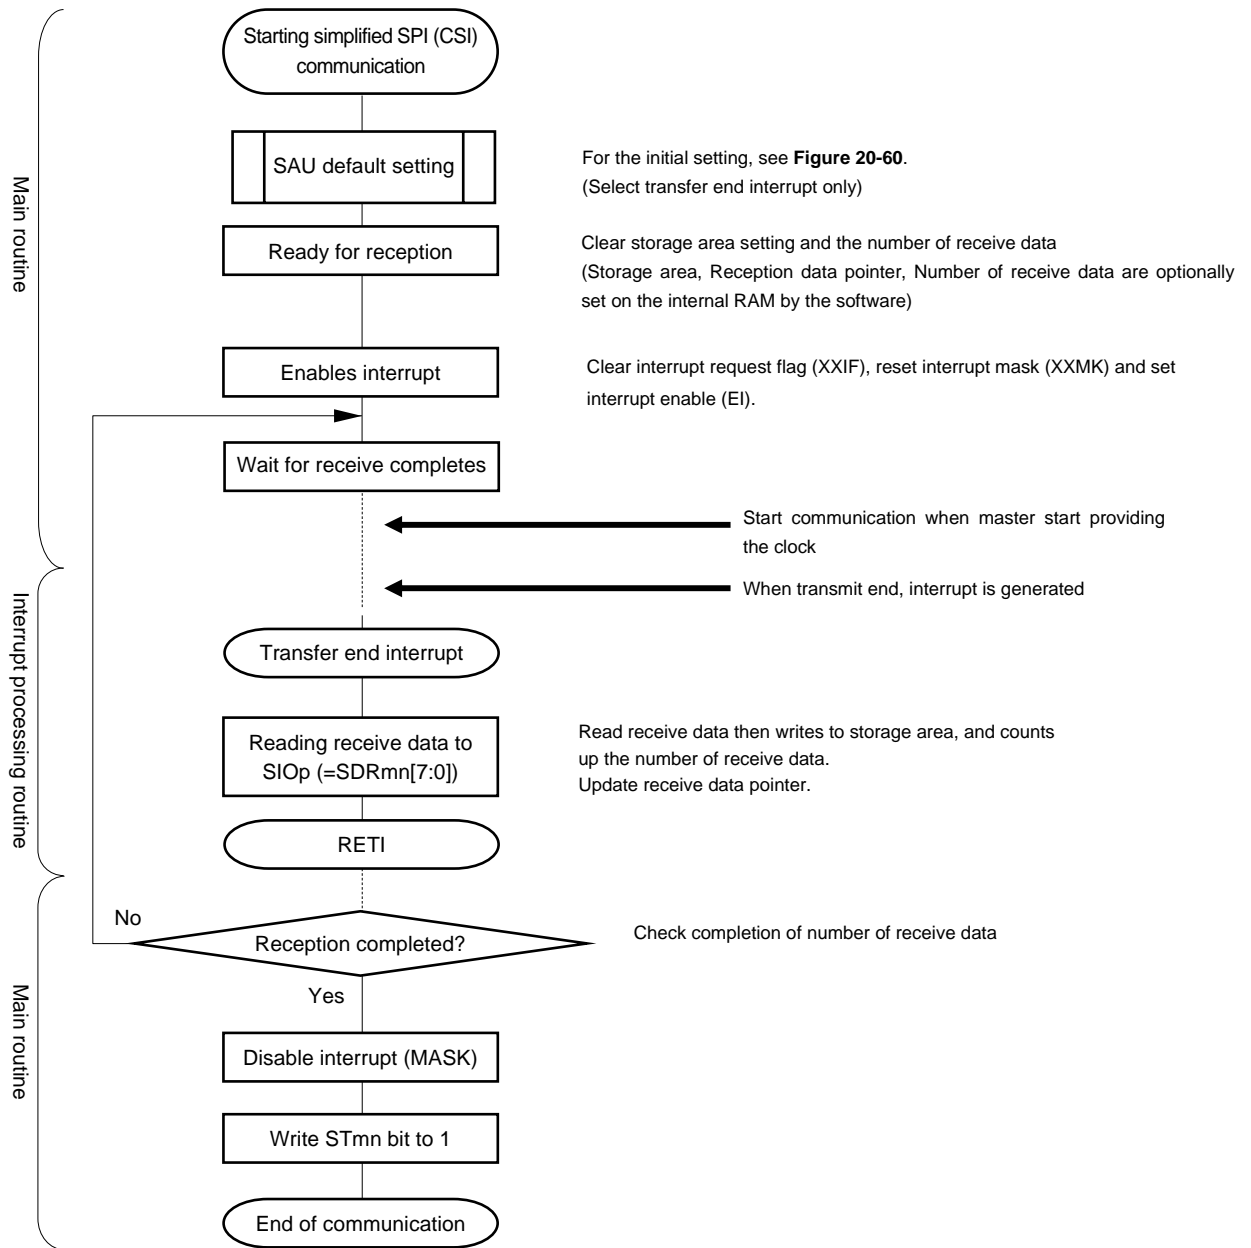 Starting simplified SPI (CSI)
communication
SAU default setting
For the initial setting, see Figure 20-60.
(Select transfer end interrupt only)
Main routine
Ready for reception
Clear storage area setting and the number of receive data
(Storage area, Reception data pointer, Number of receive data are optionally
set on the internal RAM by the software)
Enables interrupt
Clear interrupt request flag (XXIF), reset interrupt mask (XXMK) and set
interrupt enable (EI).
Wait for receive completes
Start communication when master start providing
the clock
When transmit end, interrupt is generated
Interrupt processing routine
Transfer end interrupt
Reading receive data to
SIOp (=SDRmn[7:0])
Read receive data then writes to storage area, and counts
up the number of receive data.
Update receive data pointer.
RETI
No
Reception completed?
Check completion of number of receive data
Yes
Main routine
Disable interrupt (MASK)
Write STmn bit to 1
End of communication